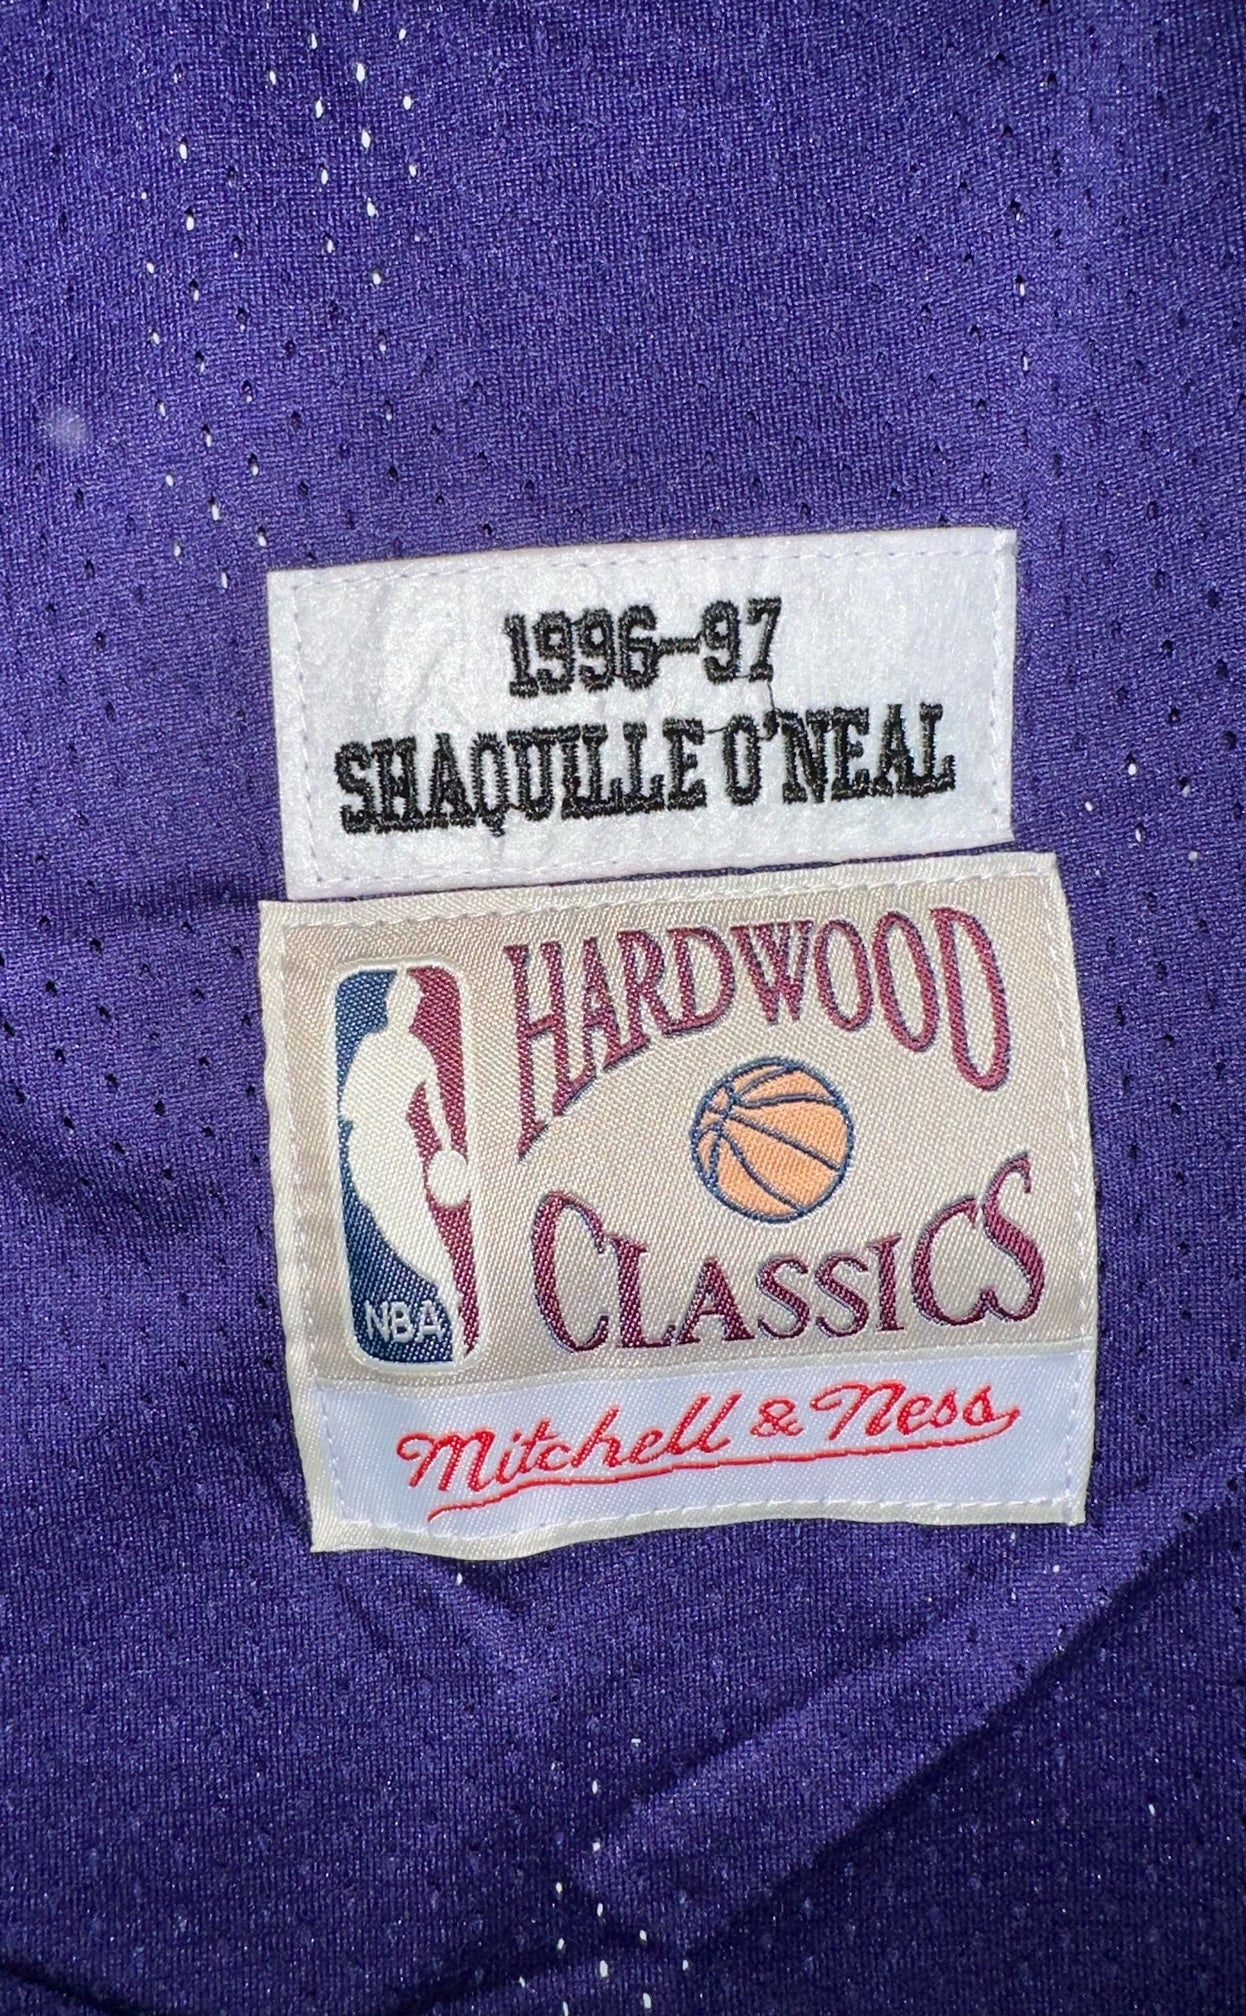 1996-97
SHAQUILLE O'NEAL
HARDWOOD
CLASSICS
NBA
Mitchell & Ness